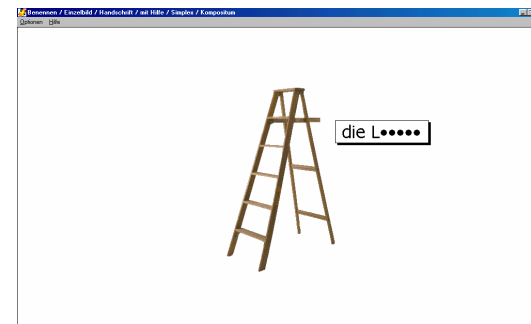 Benennen / Einzelbild / Handschrift / mit Hilfe / Simplex / Kompositum
Optionen Hilfe
die L●●●●●